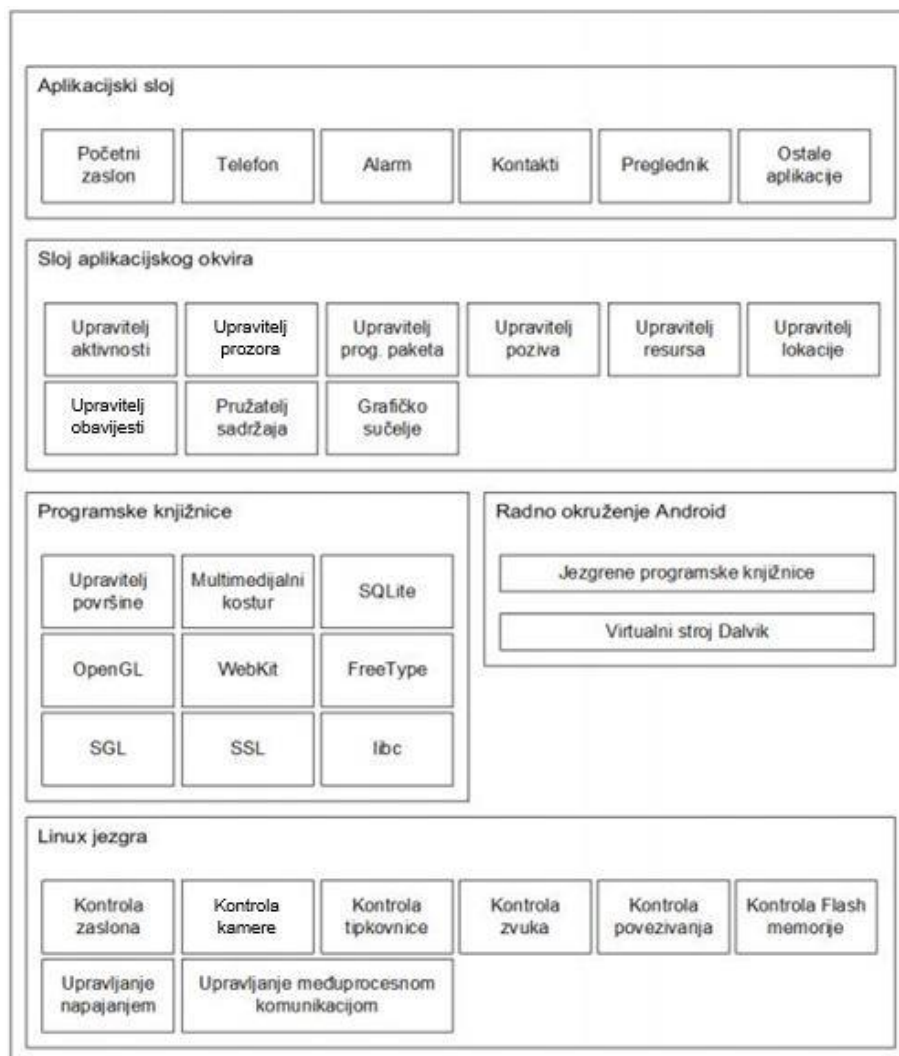 Aplikacijski sloj
Početni
zaslon
Telefon
Alarm
Kontakti
Preglednik
Ostale
aplikacije
Sloj aplikacijskog okvira
Upravitelj
aktivnosti
Upravitelj
prozora
Upravitelj
prog. paketa
Upravitelj
poziva
Upravitelj
resursa
Upravitelj
lokacije
Upravitelj
obavijesti
Pružatelj
sadržaja
Grafičko
sučelje
Programske knjižnice
Upravitelj
površine
Multimedijalni
kostur
SQLite
OpenGL
WebKit
FreeType
SGL
SSL
libc
Radno okruženje Android
Jezgrene programske knjižnice
Virtualni stroj Dalvik
Linux jezgra
Kontrola
zaslona
Kontrola
kamere
Kontrola
tipkovnice
Kontrola
zvuka
Kontrola
povezivanja
Kontrola Flash
memorije
Upravljanje
napajanjem
Upravljanje međuprocesnom
komunikacijom